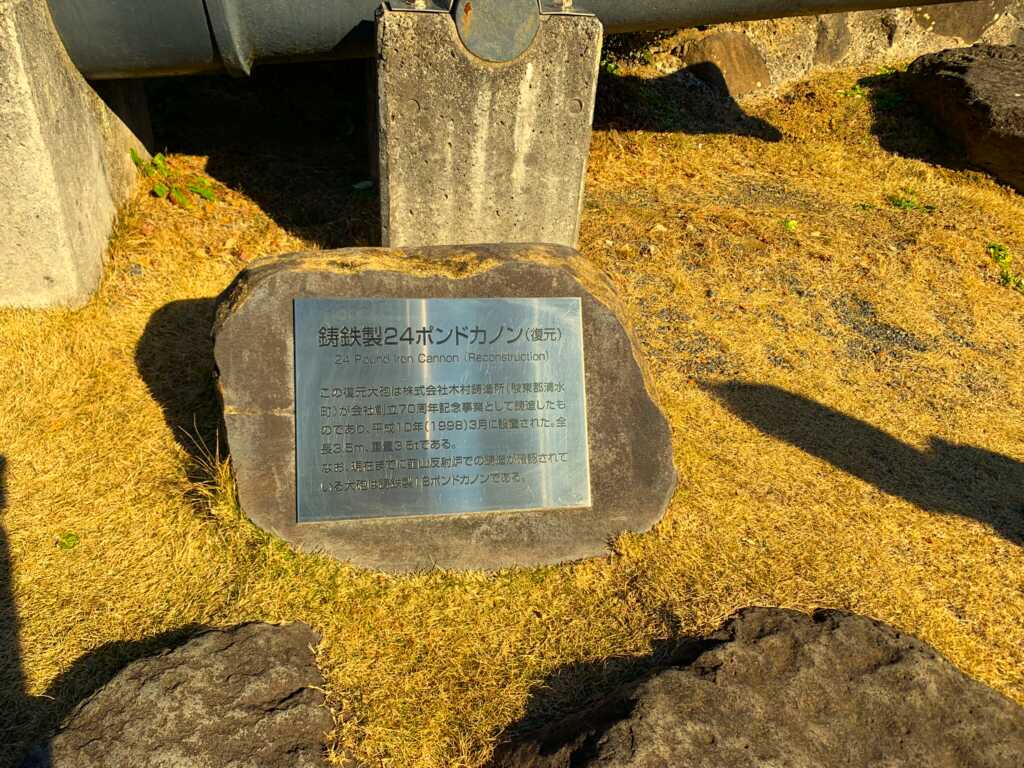 鋳鉄製24ポンドカノン(復元)
24 Pound Iron Cannon (Reconstruction)
この復元大砲は株式会社木村鋳造所(駿東郡清水
町)が会社創立70周年記念事業として鋳造したも
のであり、平成10年(1998)3月に設置された。全
長3.5m、重量3.5tである。
なお、現在までに韮山反射炉での鋳造が確認されて
いる大砲は鋳鉄製18ポンドカノンである。